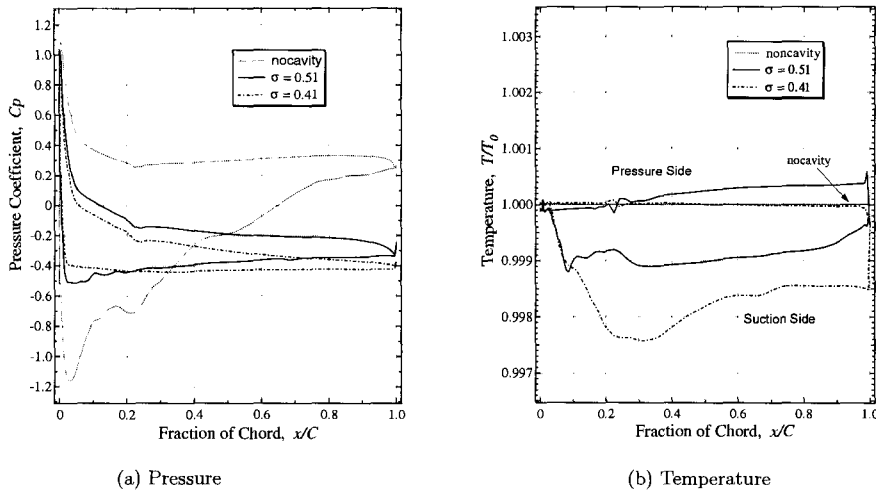 1.2
1.0
0.8
0.6
0.4
0.2
0
-0.2
-0.4
-0.6
-0.8
-1.0
-1.2
Pressure Coefficient, Cp
nocavity
σ = 0.51
σ = 0.41
0
0.2
0.4
0.6
0.8
1.0
Fraction of Chord, x/C
(a) Pressure
1.003
1.002
1.001
1.000
0.999
0.998
0.997
Temperature, T/T₀
noncavity
σ = 0.51
σ = 0.41
Pressure Side
nocavity
Suction Side
0
0.2
0.4
0.6
0.8
1.0
Fraction of Chord, x/C
(b) Temperature